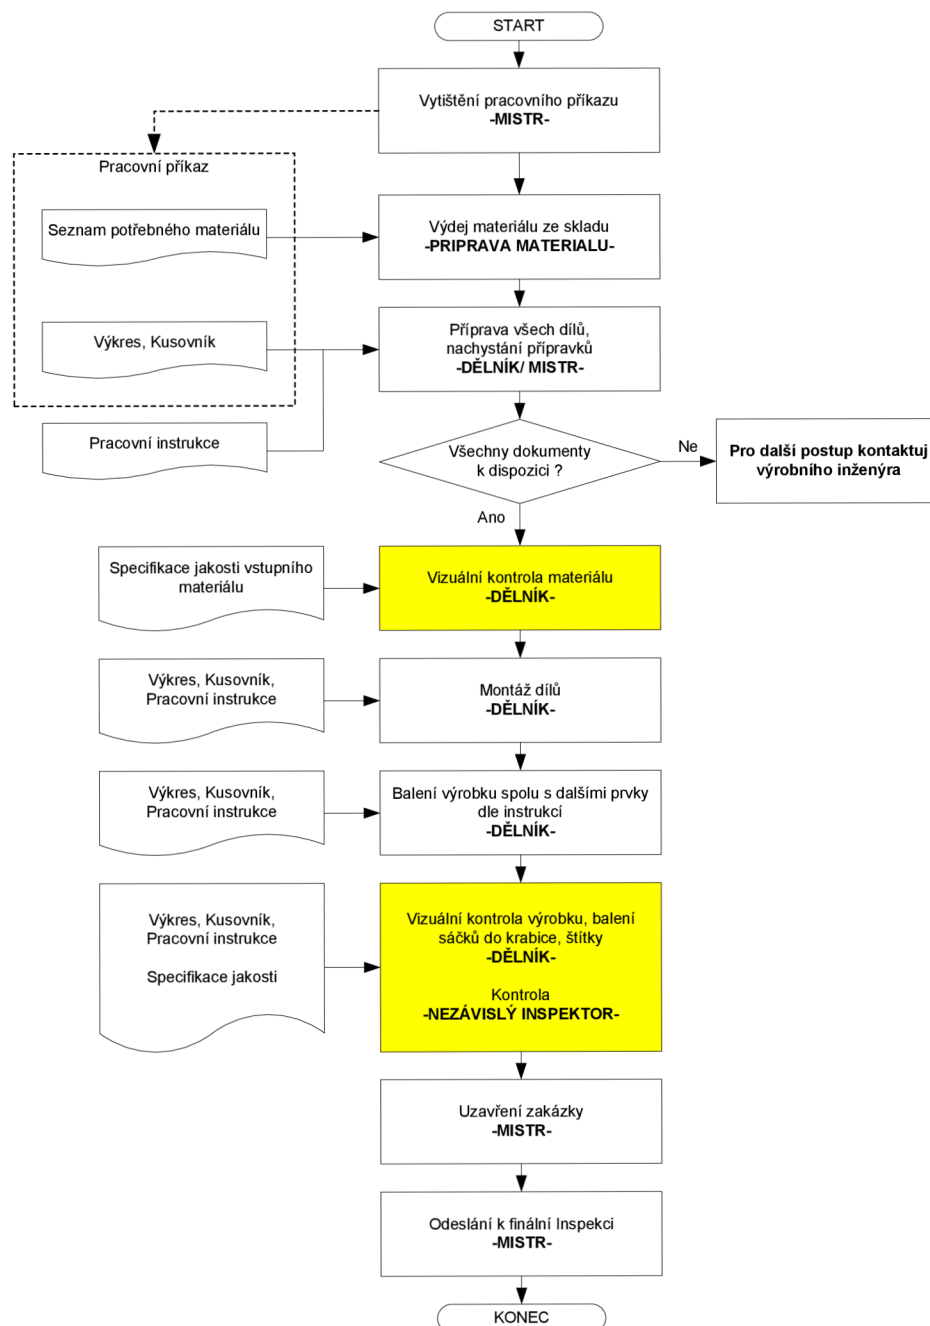 START
Vytištění pracovního příkazu
-MISTR-
Pracovní příkaz
Seznam potřebného materiálu
Výdej materiálu ze skladu
-PRIPRAVA MATERIALU-
Výkres, Kusovník
Příprava všech dílů,
nachystání přípravků
-DĚLNÍK/ MISTR-
Pracovní instrukce
Všechny dokumenty
k dispozici ?
Ne
Pro další postup kontaktuj
výrobního inženýra
Ano
Specifikace jakosti vstupního
materiálu
Vizuální kontrola materiálu
-DĚLNÍK-
Výkres, Kusovník,
Pracovní instrukce
Montáž dílů
-DĚLNÍK-
Výkres, Kusovník,
Pracovní instrukce
Balení výrobku spolu s dalšími prvky
dle instrukcí
-DĚLNÍK-
Výkres, Kusovník,
Pracovní instrukce
Specifikace jakosti
Vizuální kontrola výrobku, balení
sáčků do krabice, štítky
-DĚLNÍK-
Kontrola
-NEZÁVISLÝ INSPEKTOR-
Uzavření zakázky
-MISTR-
Odeslání k finální Inspekci
-MISTR-
KONEC